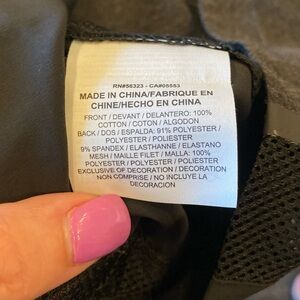 RN#56323 - CA#05553
MADE IN CHINA/FABRIQUE EN
CHINE/HECHO EN CHINA
FRONT / DEVANT / DELANTERO: 100%
COTTON / COTON / ALGODON
BACK / DOS / ESPALDA: 91% POLYESTER /
POLYESTER / POLIESTER
9% SPANDEX / ELASTHANNE / ELASTANO
MESH / MAILLE FILET / MALLA: 100%
POLYESTER / POLYESTER / POLIESTER
EXCLUSIVE OF DECORATION / DECORATION
NON COMPRISE / NO INCLUYE LA
DECORACION